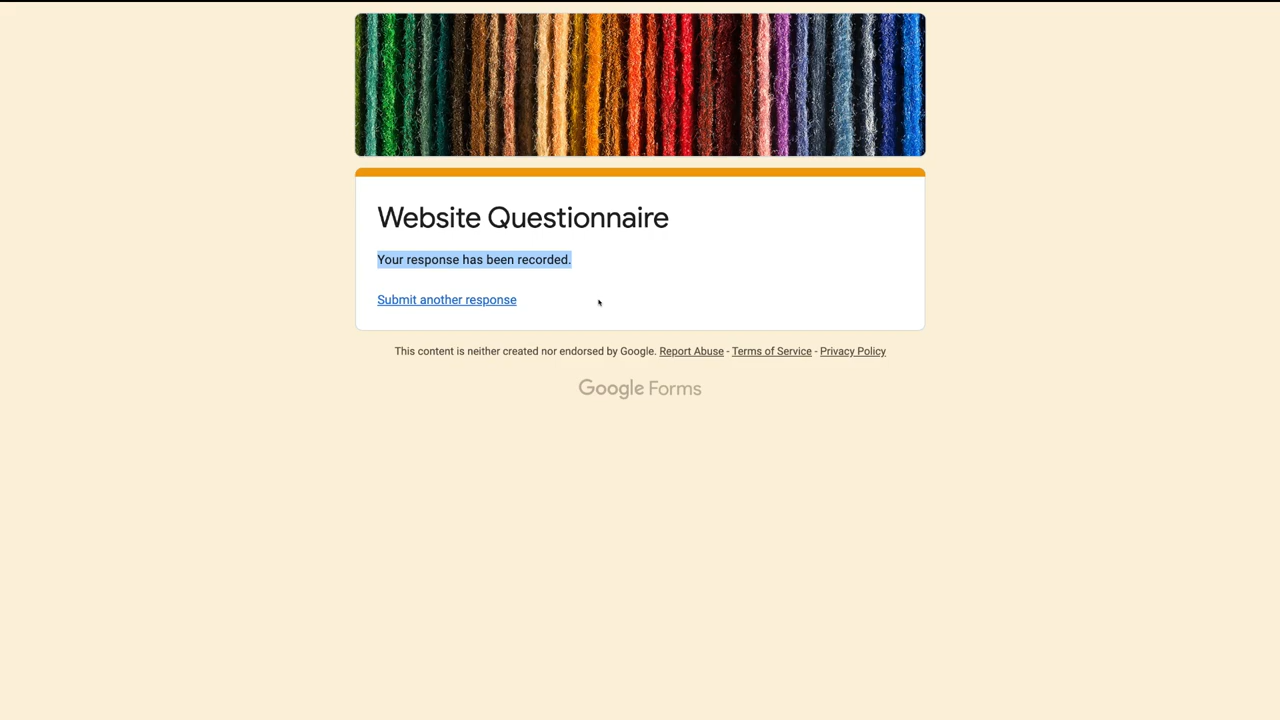 Website Questionnaire
Your response has been recorded.
Submit another response
This content is neither created nor endorsed by Google. Report Abuse - Terms of Service - Privacy Policy
Google Forms